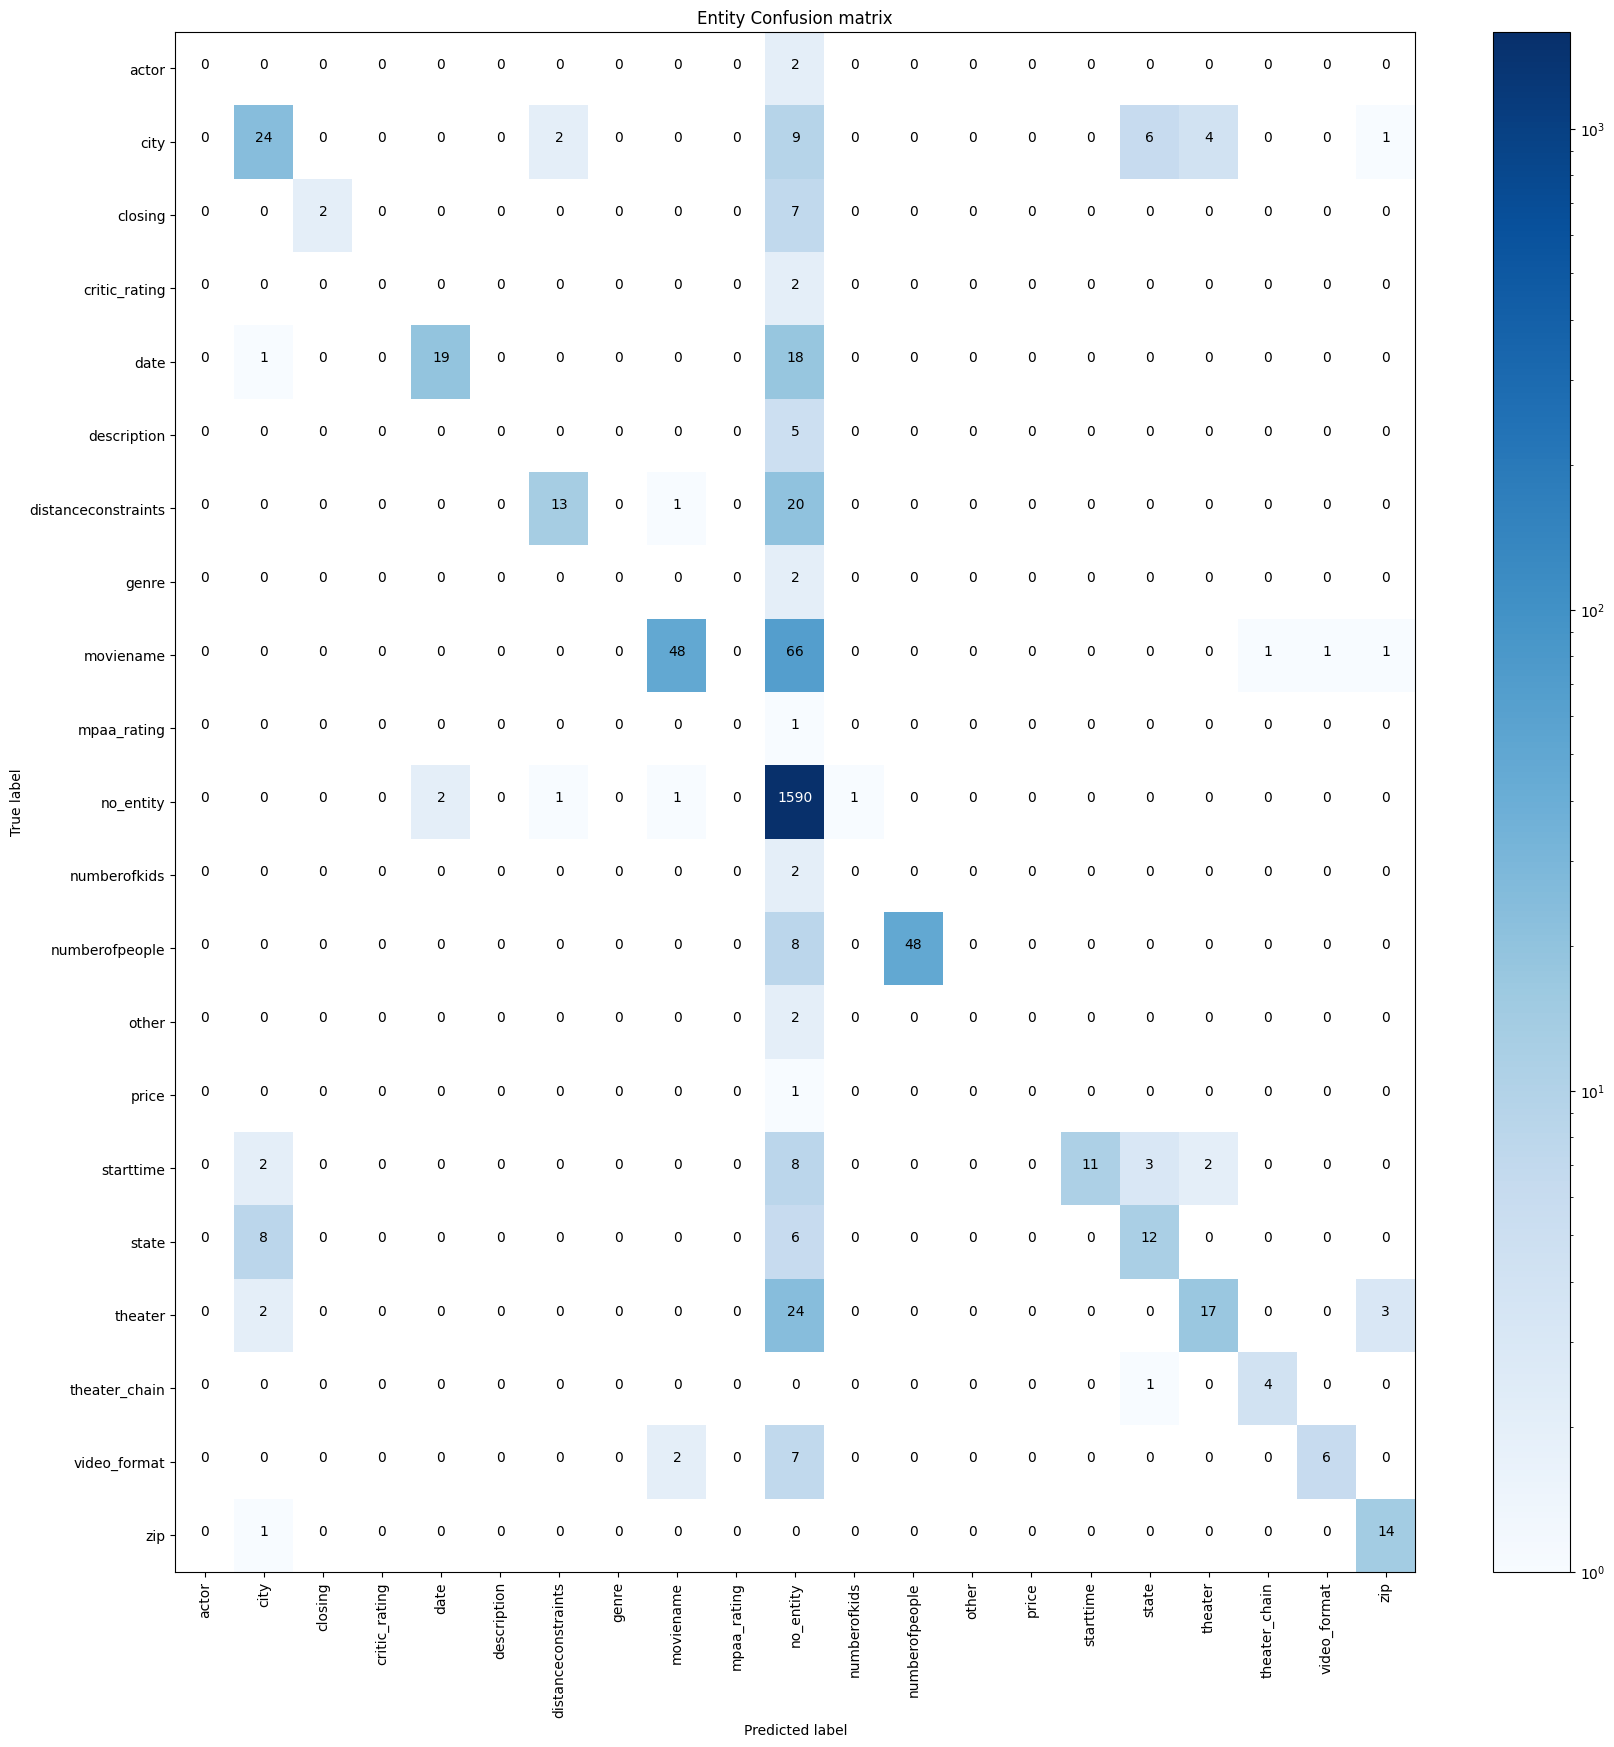 Entity Confusion matrix
actor 0 0 0 0 0 0 0 0 0 0 2 0 0 0 0 0 0 0 0 0 0
city 0 24 0 0 0 0 2 0 0 0 9 0 0 0 0 0 6 4 0 0 1
closing 0 0 2 0 0 0 0 0 0 0 7 0 0 0 0 0 0 0 0 0 0
critic_rating 0 0 0 0 0 0 0 0 0 0 2 0 0 0 0 0 0 0 0 0 0
date 0 1 0 0 19 0 0 0 0 0 18 0 0 0 0 0 0 0 0 0 0
description 0 0 0 0 0 0 0 0 0 0 5 0 0 0 0 0 0 0 0 0 0
distanceconstraints 0 0 0 0 0 0 13 0 1 0 20 0 0 0 0 0 0 0 0 0 0
genre 0 0 0 0 0 0 0 0 0 0 2 0 0 0 0 0 0 0 0 0 0
moviename 0 0 0 0 0 0 0 0 48 0 66 0 0 0 0 0 0 0 1 1 1
mpaa_rating 0 0 0 0 0 0 0 0 0 0 1 0 0 0 0 0 0 0 0 0 0
no_entity 0 0 0 0 2 0 1 0 1 0 1590 1 0 0 0 0 0 0 0 0 0
numberofkids 0 0 0 0 0 0 0 0 0 0 2 0 0 0 0 0 0 0 0 0 0
numberofpeople 0 0 0 0 0 0 0 0 0 0 8 0 48 0 0 0 0 0 0 0 0
other 0 0 0 0 0 0 0 0 0 0 2 0 0 0 0 0 0 0 0 0 0
price 0 0 0 0 0 0 0 0 0 0 1 0 0 0 0 0 0 0 0 0 0
starttime 0 2 0 0 0 0 0 0 0 0 8 0 0 0 0 11 3 2 0 0 0
state 0 8 0 0 0 0 0 0 0 0 6 0 0 0 0 0 12 0 0 0 0
theater 0 2 0 0 0 0 0 0 0 0 24 0 0 0 0 0 0 17 0 0 3
theater_chain 0 0 0 0 0 0 0 0 0 0 0 0 0 0 0 0 1 0 4 0 0
video_format 0 0 0 0 0 0 0 0 2 0 7 0 0 0 0 0 0 0 0 6 0
zip 0 1 0 0 0 0 0 0 0 0 0 0 0 0 0 0 0 0 0 0 14
True label
actor city closing critic_rating date description distanceconstraints genre moviename mpaa_rating no_entity numberofkids numberofpeople other price starttime state theater theater_chain video_format zip
Predicted label
10³
10²
10¹
10⁰